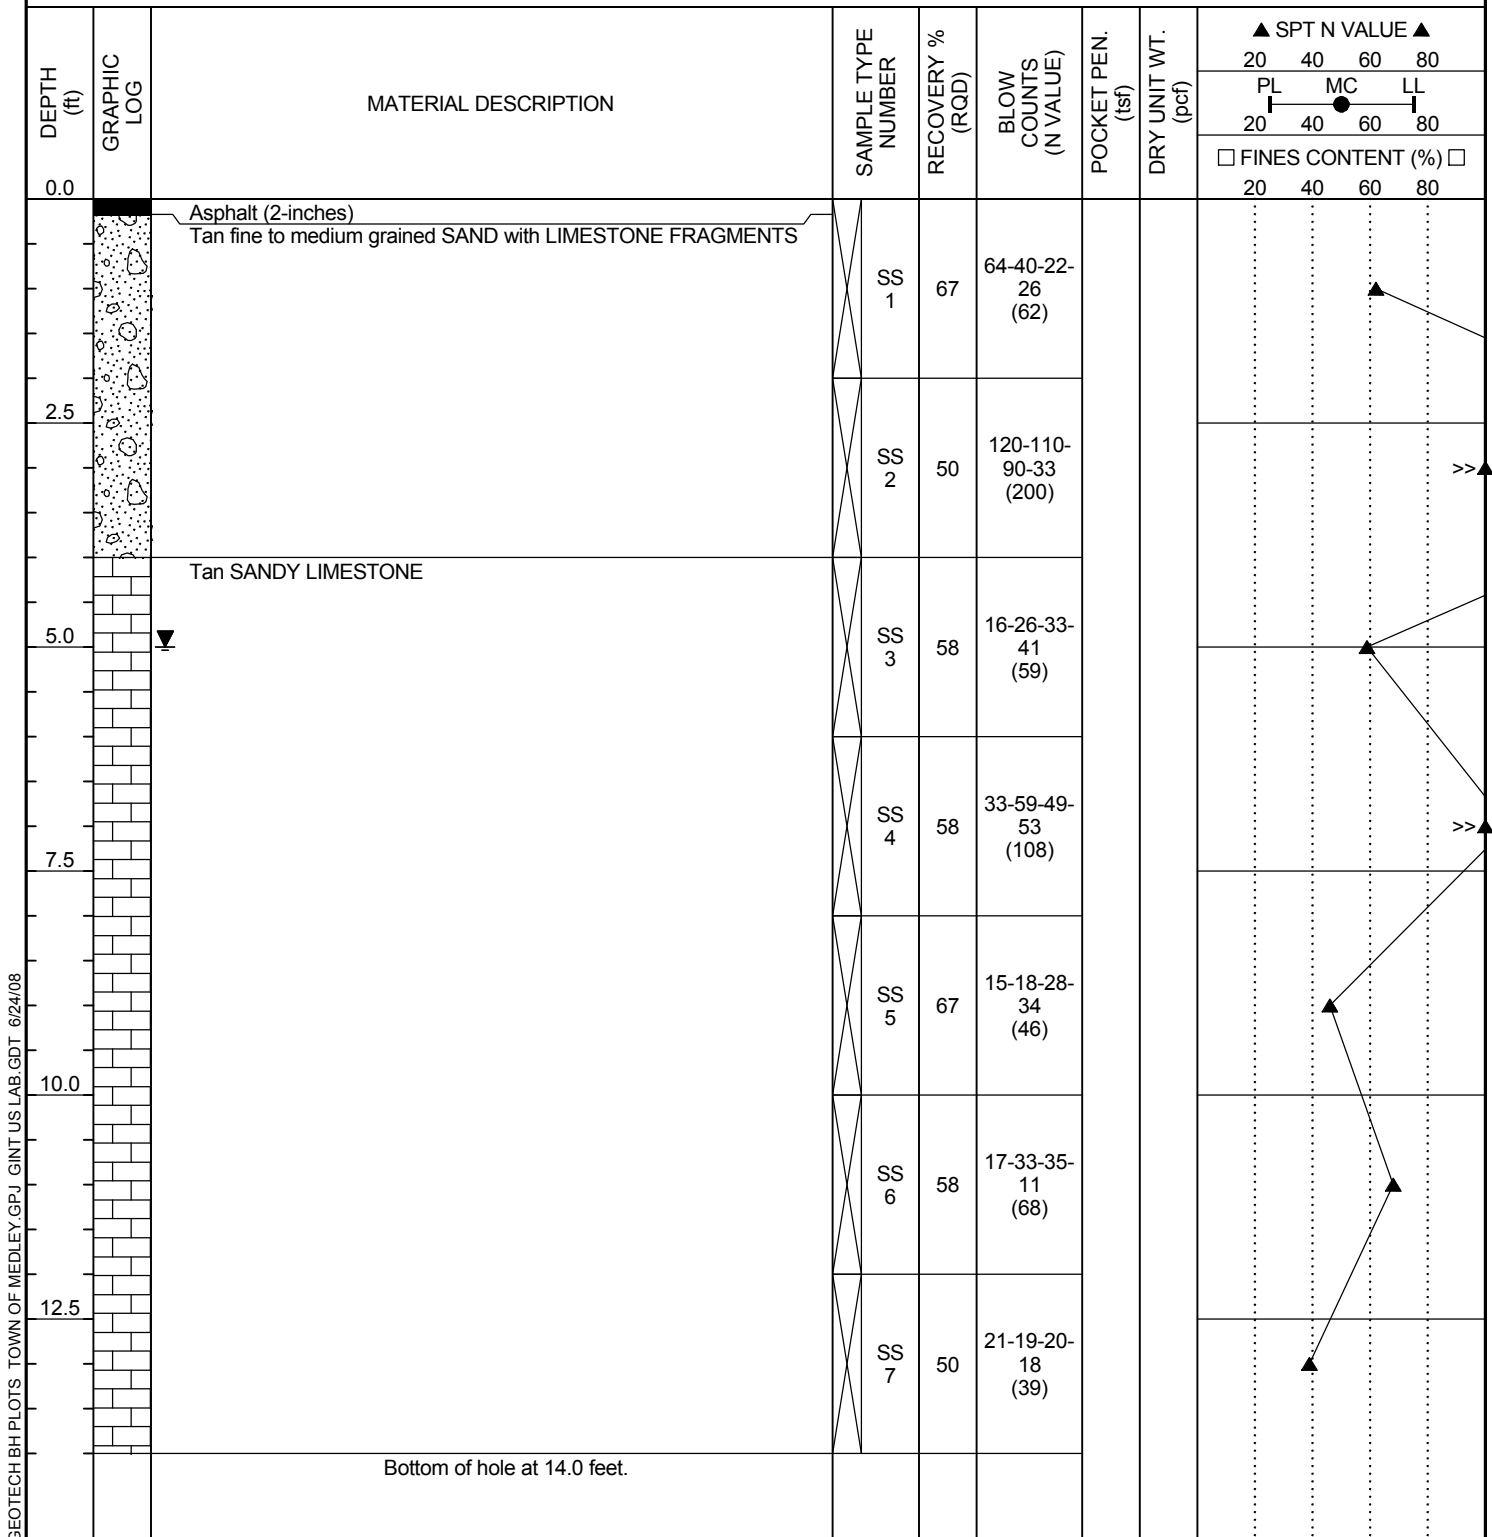 DEPTH
(ft)
GRAPHIC
LOG
MATERIAL DESCRIPTION
SAMPLE TYPE
NUMBER
RECOVERY %
(RQD)
BLOW
COUNTS
(N VALUE)
POCKET PEN.
(tsf)
DRY UNIT WT.
(pcf)
▲ SPT N VALUE ▲
20 40 60 80
PL MC LL
20 40 60 80
□ FINES CONTENT (%) □
20 40 60 80
0.0
Asphalt (2-inches)
Tan fine to medium grained SAND with LIMESTONE FRAGMENTS
SS
1
67
64-40-22-
26
(62)
2.5
SS
2
50
120-110-
90-33
(200)
>>
Tan SANDY LIMESTONE
5.0
SS
3
58
16-26-33-
41
(59)
SS
4
58
33-59-49-
53
(108)
>>
7.5
SS
5
67
15-18-28-
34
(46)
10.0
SS
6
58
17-33-35-
11
(68)
12.5
SS
7
50
21-19-20-
18
(39)
Bottom of hole at 14.0 feet.
GEOTECH BH PLOTS TOWN OF MEDLEY.GPJ GINT US LAB.GDT 6/24/08